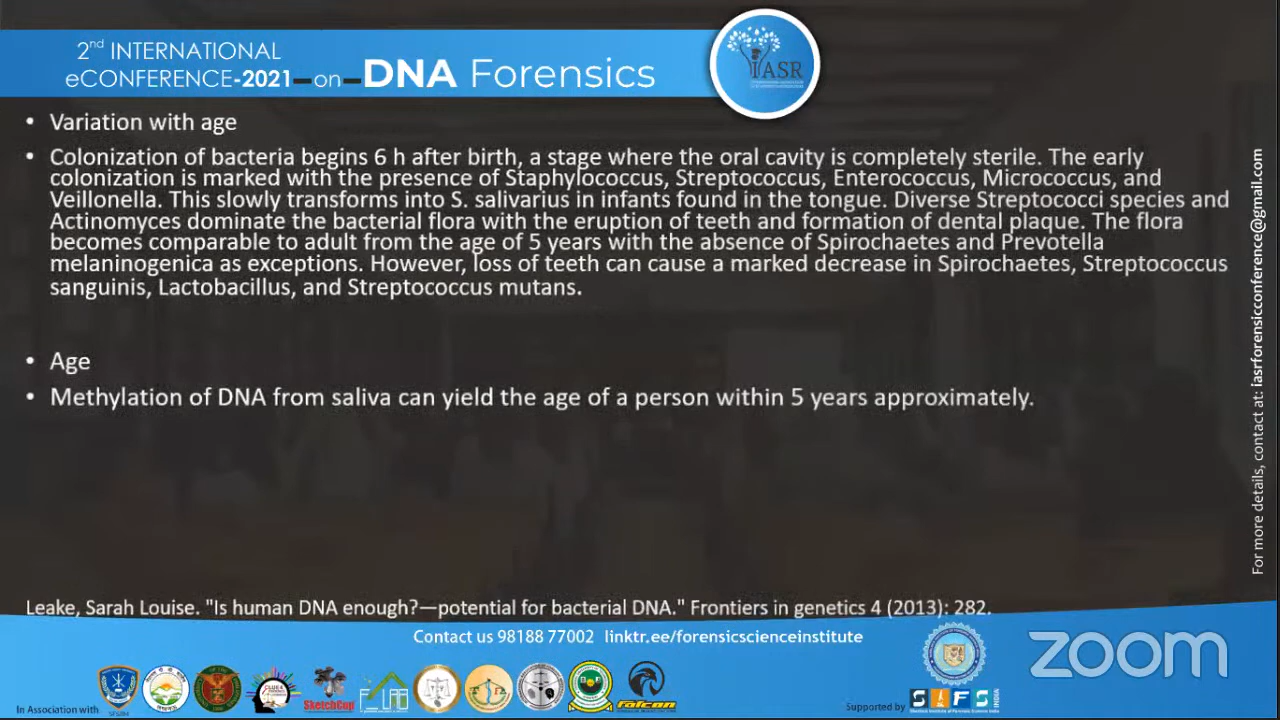 2nd INTERNATIONAL
eCONFERENCE-2021-on-DNA Forensics
IASR
• Variation with age
• Colonization of bacteria begins 6 h after birth, a stage where the oral cavity is completely sterile. The early
colonization is marked with the presence of Staphylococcus, Streptococcus, Enterococcus, Micrococcus, and
Veillonella. This slowly transforms into S. salivarius in infants found in the tongue. Diverse Streptococci species and
Actinomyces dominate the bacterial flora with the eruption of teeth and formation of dental plaque. The flora
becomes comparable to adult from the age of 5 years with the absence of Spirochaetes and Prevotella
melaninogenica as exceptions. However, loss of teeth can cause a marked decrease in Spirochaetes, Streptococcus
sanguinis, Lactobacillus, and Streptococcus mutans.
• Age
• Methylation of DNA from saliva can yield the age of a person within 5 years approximately.
For more details, contact at: iasrforensicconference@gmail.com
Leake, Sarah Louise. "Is human DNA enough?—potential for bacterial DNA." Frontiers in genetics 4 (2013): 282.
Contact us 98188 77002 linktr.ee/forensicscienceinstitute
zoom
In Association with
SketchCop
falcon
Supported by
SIFS
INDIA